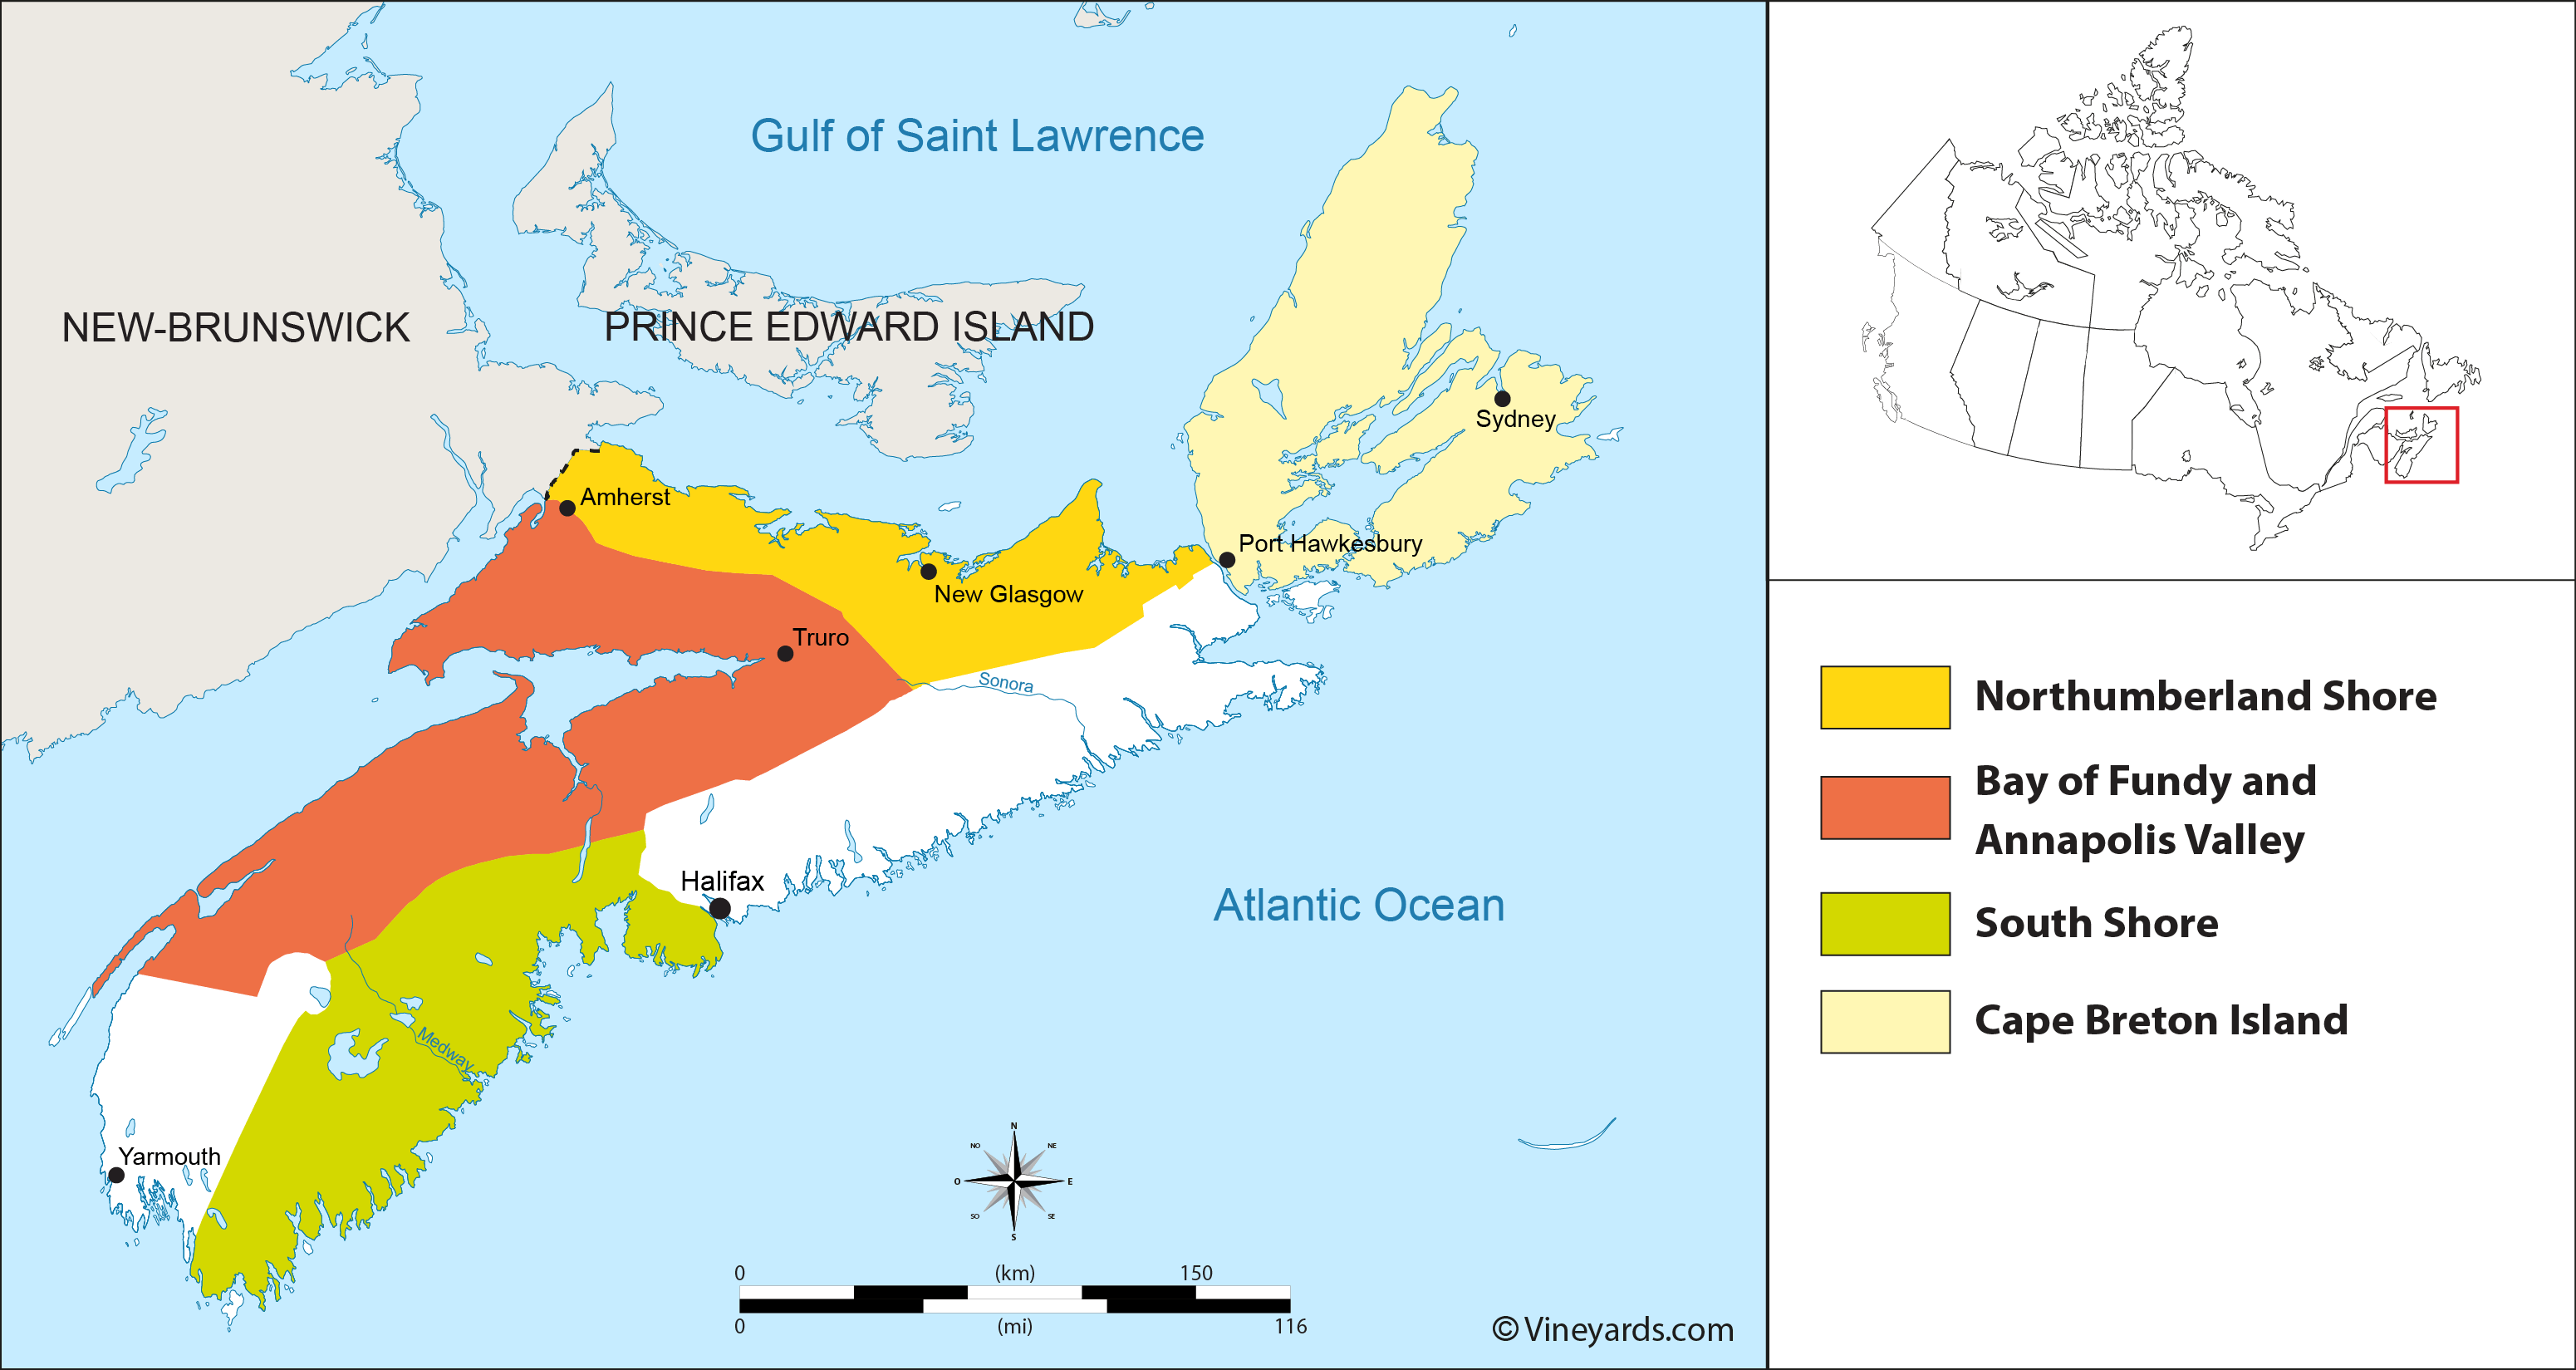 Gulf of Saint Lawrence
NEW-BRUNSWICK
PRINCE EDWARD ISLAND
Sydney
Amherst
Port Hawkesbury
New Glasgow
Truro
Sonora
Halifax
Atlantic Ocean
Medway
Yarmouth
N
NO
NE
O
E
SO
SE
S
0
(km)
150
0
(mi)
116
© Vineyards.com
Northumberland Shore
Bay of Fundy and
Annapolis Valley
South Shore
Cape Breton Island